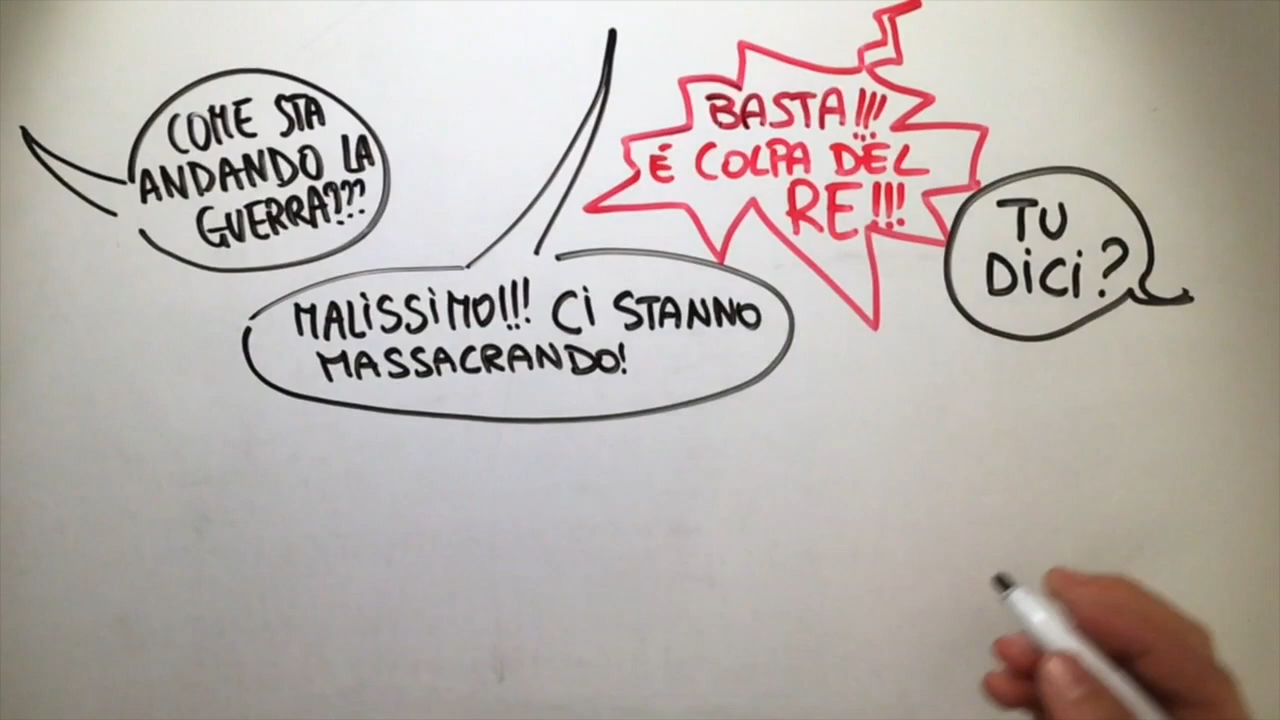 COME STA
ANDANDO LA
GUERRA???
MALISSIMO!!! CI STANNO
MASSACRANDO!
BASTA!!!
È COLPA DEL
RE!!!
TU
DICI?